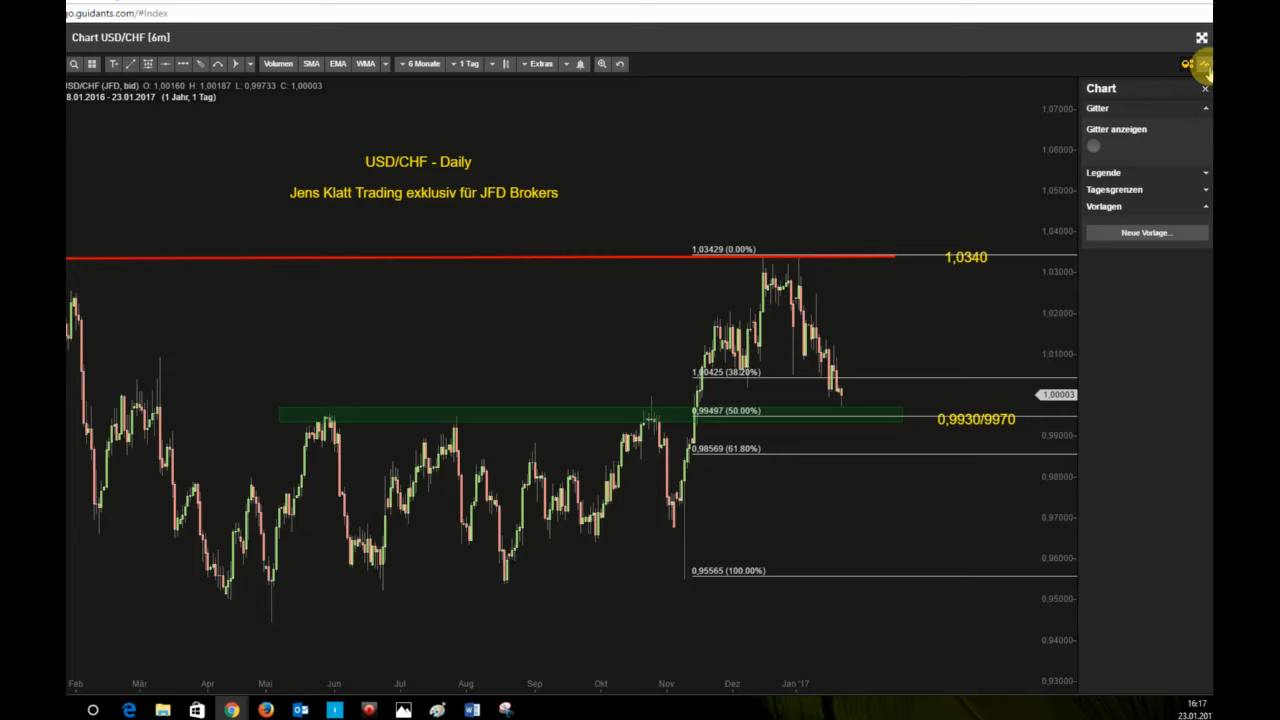 go.guidants.com/#Index
Chart USD/CHF [6m]
Volumen SMA EMA WMA 6 Monate 1 Tag Extras
USD/CHF (JFD, bid) O: 1,00160 H: 1,00187 L: 0,99733 C: 1,00003
8.01.2016 - 23.01.2017 (1 Jahr, 1 Tag)
Chart
Gitter
Gitter anzeigen
Legende
Tagesgrenzen
Vorlagen
Neue Vorlage...
USD/CHF - Daily
Jens Klatt Trading exklusiv für JFD Brokers
1,07000
1,06000
1,05000
1,04000
1,03429 (0.00%)
1,0340
1,03000
1,02000
1,01000
1,00425 (38.20%)
1,00003
0,99497 (50.00%)
0,9930/9970
0,99000
0,98569 (61.80%)
0,98000
0,97000
0,96000
0,95565 (100.00%)
0,95000
0,94000
0,93000
Feb Mär Apr Mai Jun Jul Aug Sep Okt Nov Dez Jan '17
16:17
23.01.201